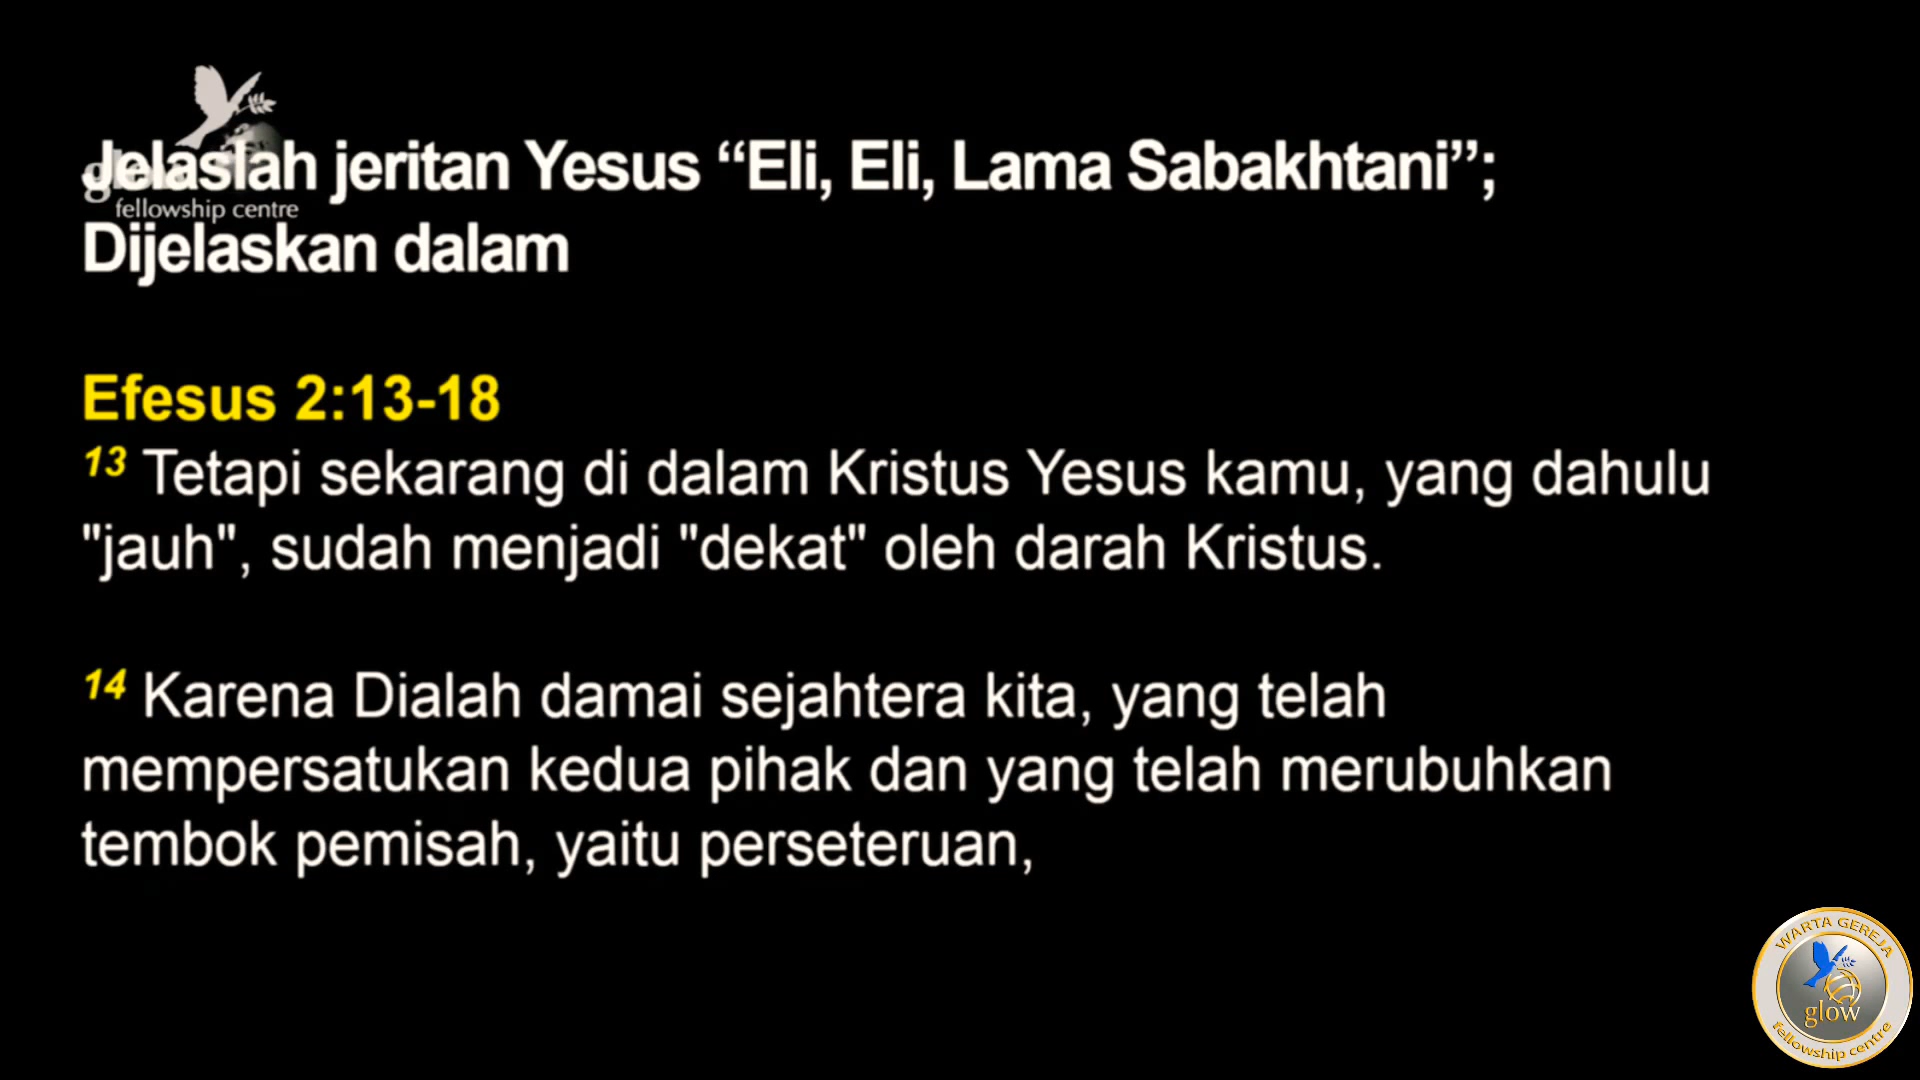 Jelaslah jeritan Yesus “Eli, Eli, Lama Sabakhtani”;
glow
fellowship centre
Dijelaskan dalam
Efesus 2:13-18
13 Tetapi sekarang di dalam Kristus Yesus kamu, yang dahulu
"jauh", sudah menjadi "dekat" oleh darah Kristus.
14 Karena Dialah damai sejahtera kita, yang telah
mempersatukan kedua pihak dan yang telah merubuhkan
tembok pemisah, yaitu perseteruan,
WARTA GEREJA
glow
fellowship centre